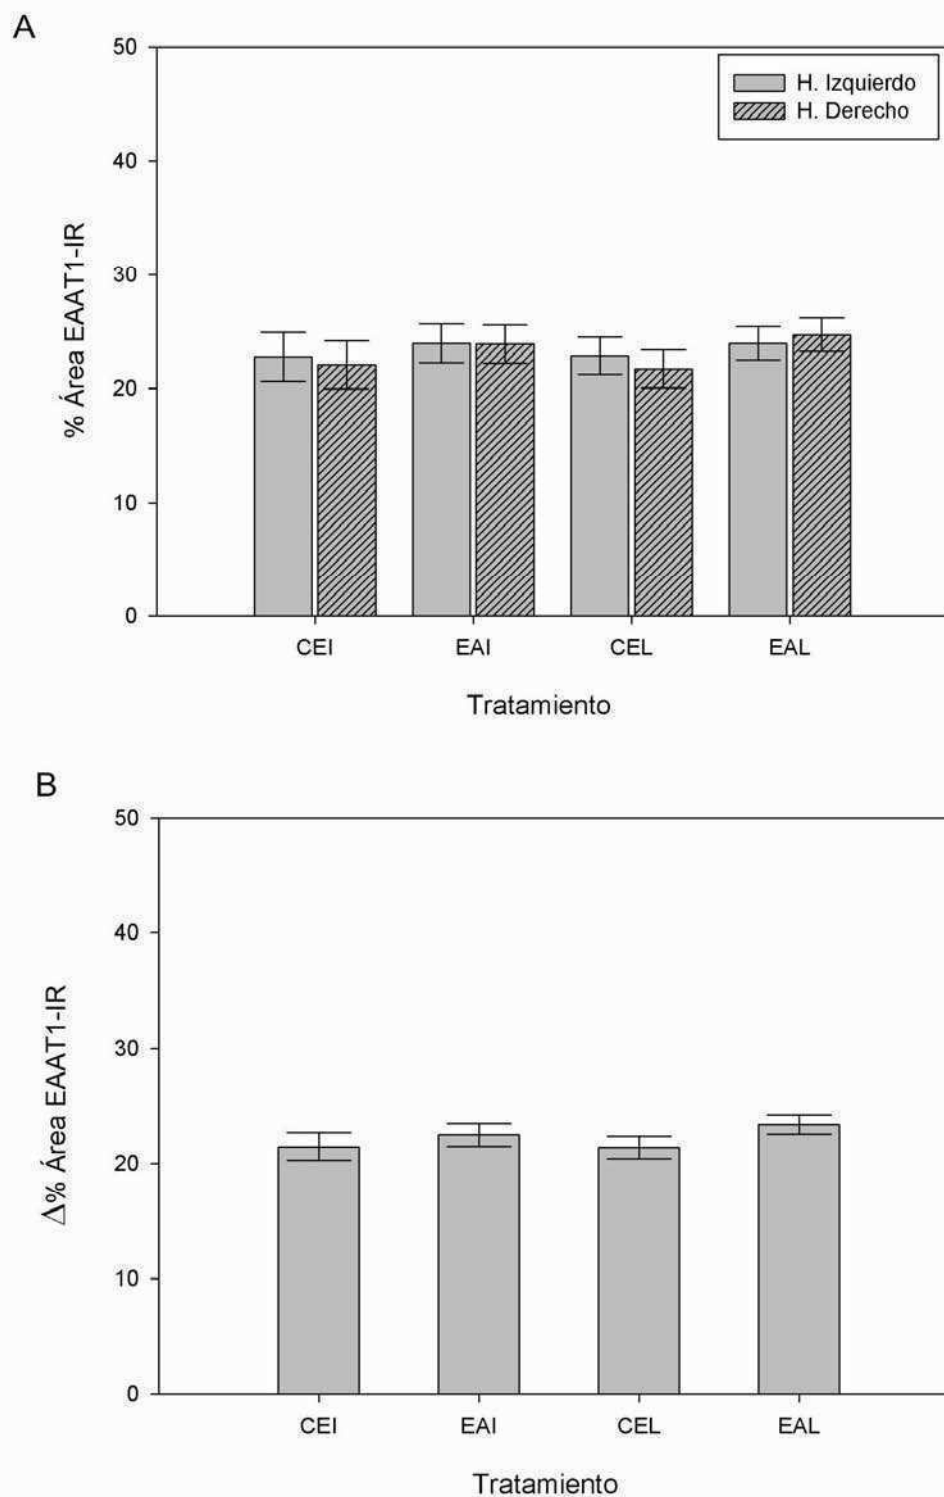 A
50
40
30
20
10
0
% Área EAAT1-IR
H. Izquierdo
H. Derecho
CEI EAI CEL EAL
Tratamiento
B
50
40
30
20
10
0
Δ% Área EAAT1-IR
CEI EAI CEL EAL
Tratamiento